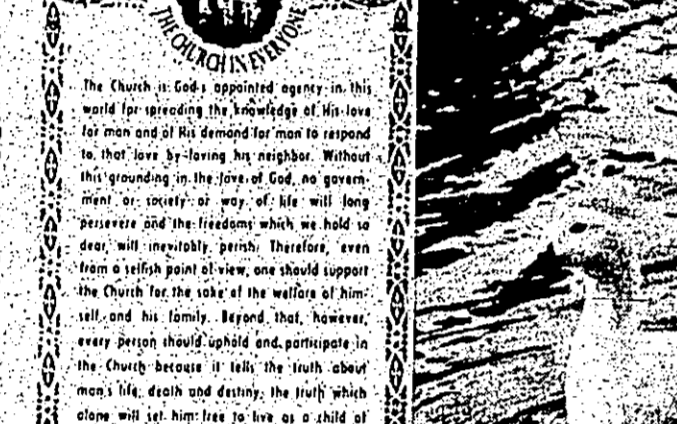 THE CHURCH IN EVERYONE
The Church is God's appointed agency in this
world for spreading the knowledge of His love
for man and of His demand for man to respond
to that love by loving his neighbor. Without
this grounding in the love of God, no govern-
ment or society or way of life will long
persevere and the freedoms which we hold so
dear will inevitably perish. Therefore, even
from a selfish point of view, one should support
the Church for the sake of the welfare of him-
self and his family. Beyond that, however,
every person should uphold and participate in
the Church because it tells the truth about
man's life, death and destiny; the truth which
alone will set him free to live as a child of